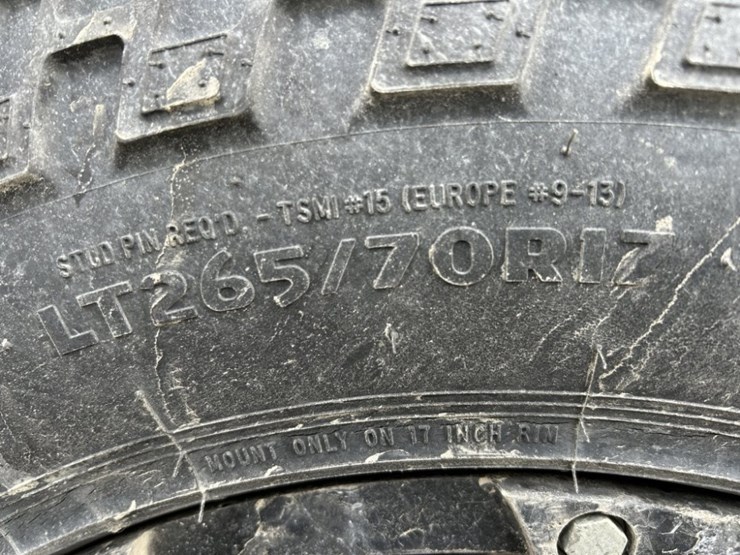 STUD PIN REQ'D. - TSMI #15 (EUROPE #9-13)
LT265/70R17
MOUNT ONLY ON 17 INCH RIM